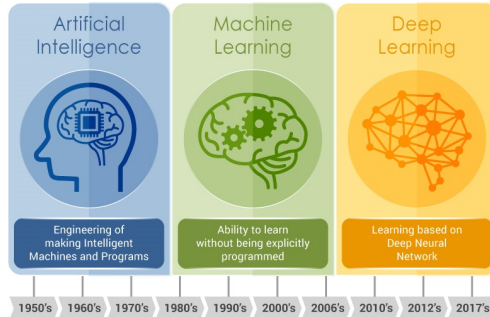 Artificial
Intelligence
Machine
Learning
Deep
Learning
Engineering of
making Intelligent
Machines and Programs
Ability to learn
without being explicitly
programmed
Learning based on
Deep Neural
Network
1950's 1960's 1970's 1980's 1990's 2000's 2006's 2010's 2012's 2017's